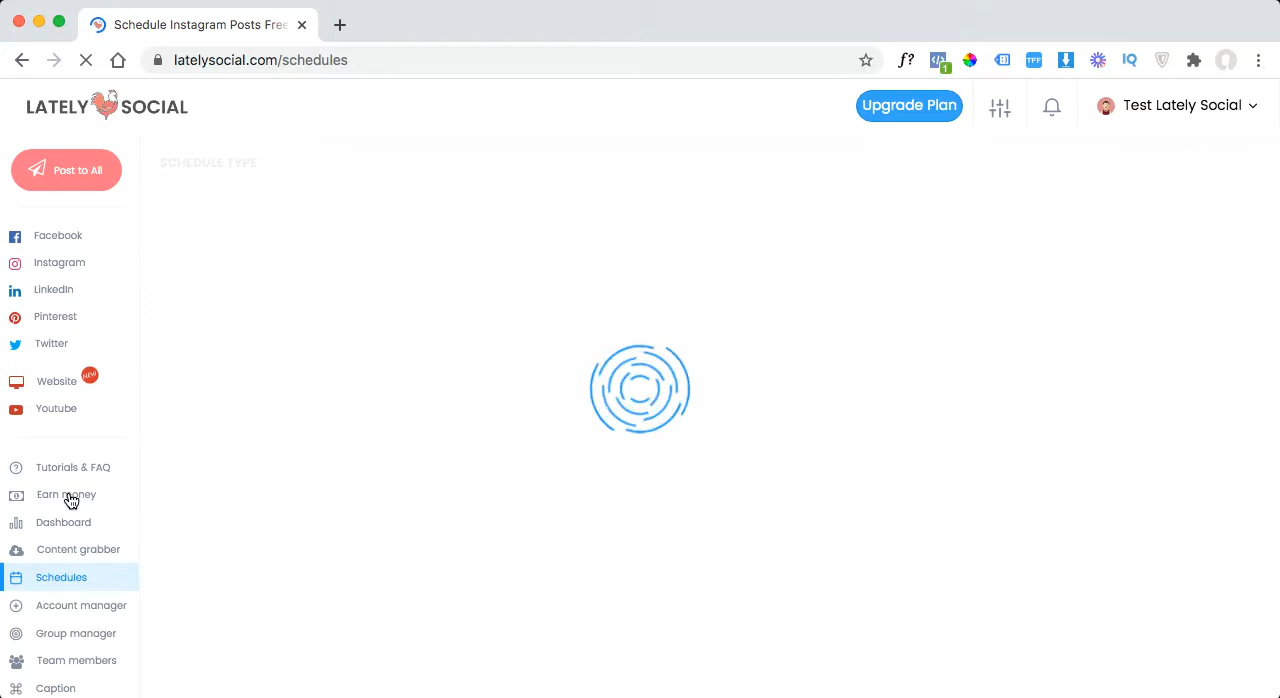 Schedule Instagram Posts Free
latelysocial.com/schedules
f?
1
TFF
IQ
LATELY SOCIAL
Upgrade Plan
Test Lately Social
Post to All
SCHEDULE TYPE
Facebook
Instagram
LinkedIn
Pinterest
Twitter
Website NEW
Youtube
Tutorials & FAQ
Earn money
Dashboard
Content grabber
Schedules
Account manager
Group manager
Team members
Caption